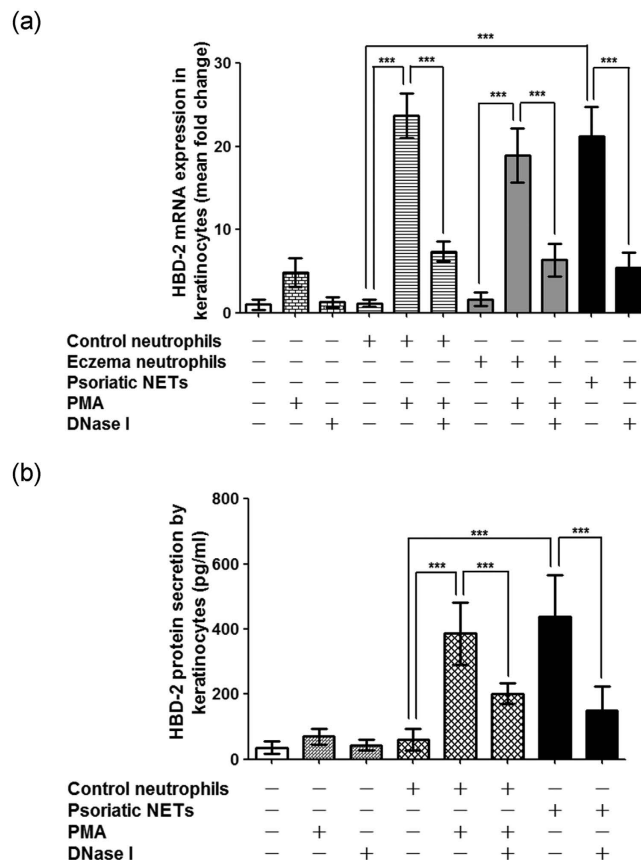 (a)
HBD-2 mRNA expression in
keratinocytes (mean fold change)
30
20
10
0
***
*** ***
*** ***
***
Control neutrophils – – – + + + – – – – –
Eczema neutrophils – – – – – – + + + – –
Psoriatic NETs – – – – – – – – – + +
PMA – + – – + + – + + – –
DNase I – – + – – + – – + – +
(b)
HBD-2 protein secretion by
keratinocytes (pg/ml)
800
600
400
200
0
***
*** ***
***
Control neutrophils – – – + + + – –
Psoriatic NETs – – – – – – + +
PMA – + – – + + – –
DNase I – – + – – + – +